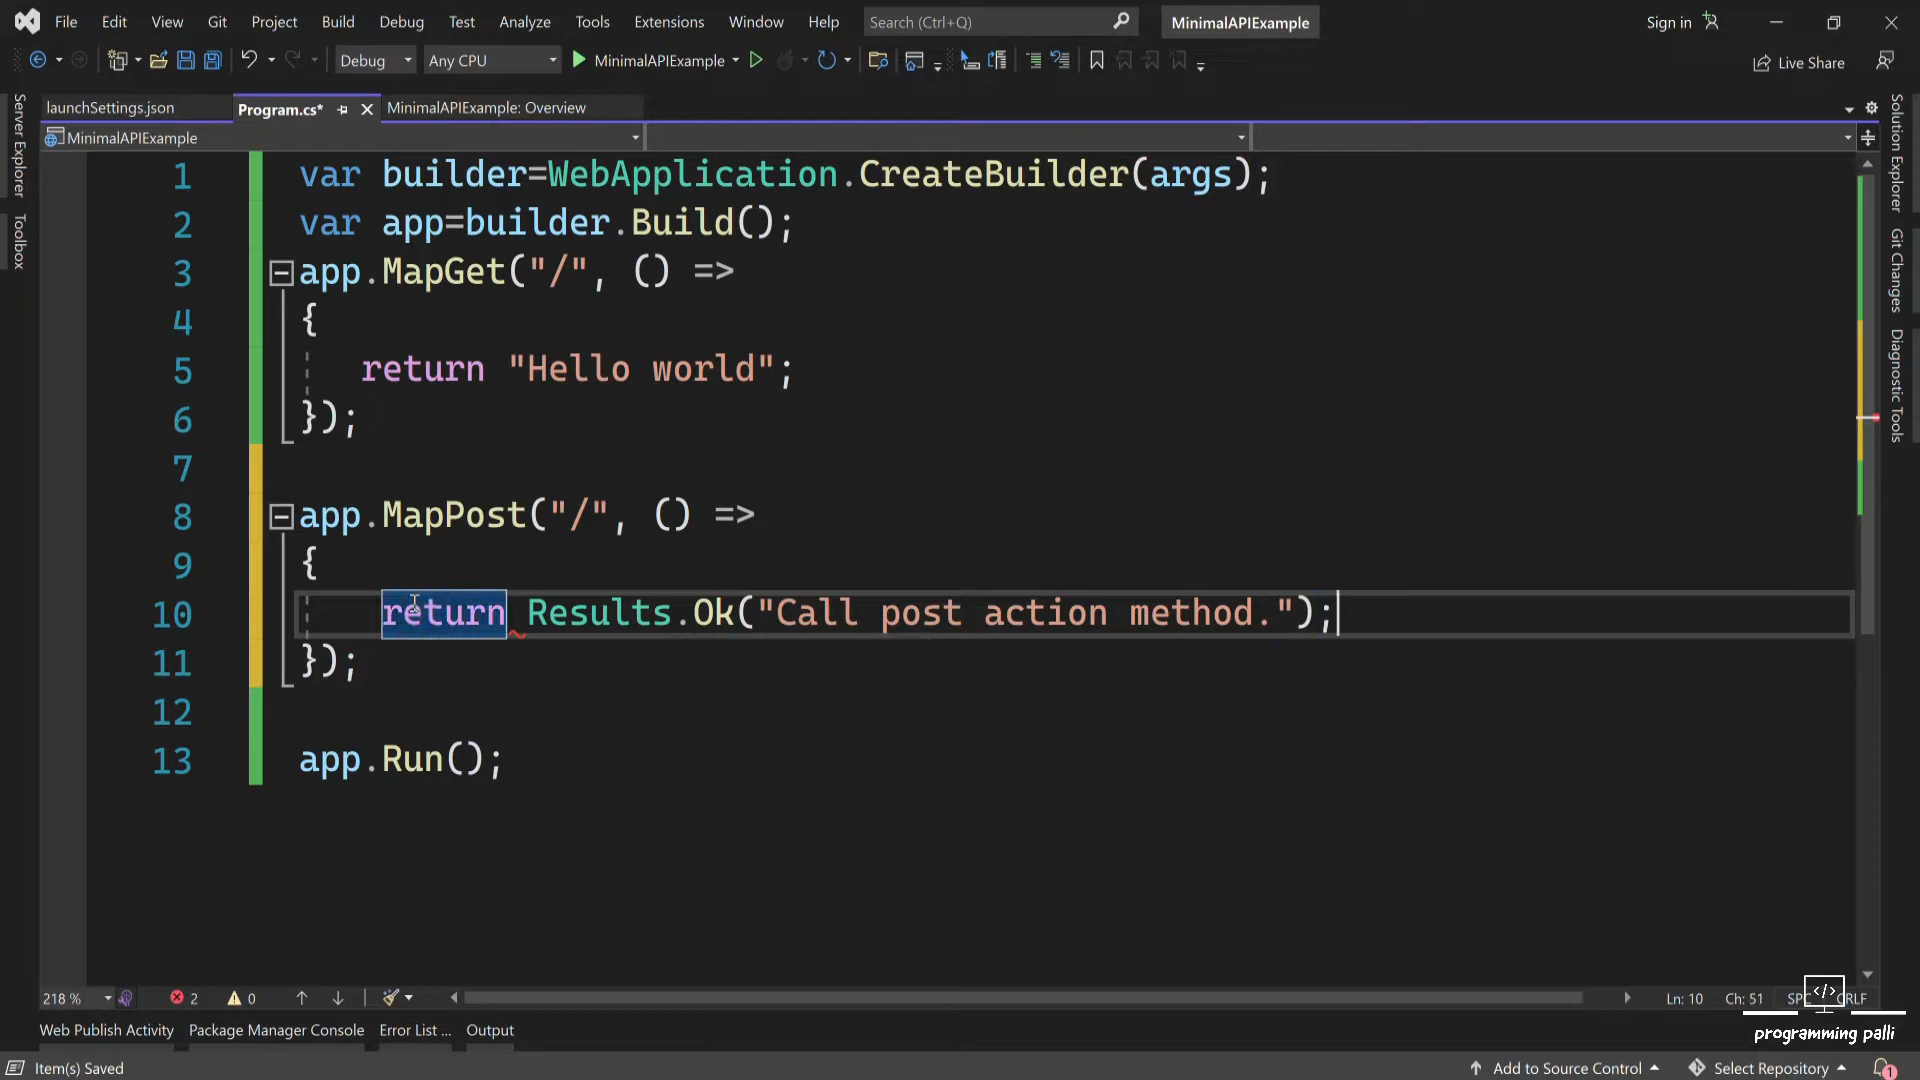 File Edit View Git Project Build Debug Test Analyze Tools Extensions Window Help Search (Ctrl+Q) MinimalAPIExample Sign in
Debug Any CPU MinimalAPIExample Live Share
launchSettings.json Program.cs* MinimalAPIExample: Overview
MinimalAPIExample
Server Explorer
Toolbox
Solution Explorer
Git Changes
Diagnostic Tools
1 var builder=WebApplication.CreateBuilder(args);
2 var app=builder.Build();
3 app.MapGet("/", () =>
4 {
5 return "Hello world";
6 });
7
8 app.MapPost("/", () =>
9 {
10 return Results.Ok("Call post action method.");
11 });
12
13 app.Run();
218 % 2 0 Ln: 10 Ch: 51 SPC CRLF
</> programming palli
Web Publish Activity Package Manager Console Error List ... Output
Item(s) Saved Add to Source Control Select Repository 1